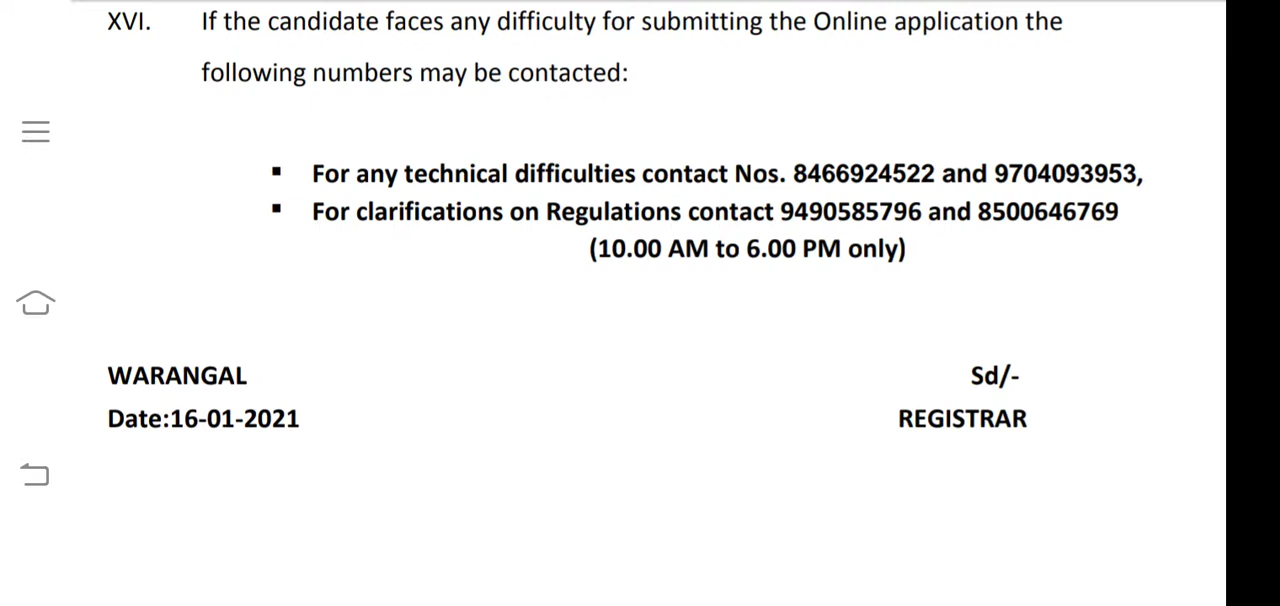 XVI. If the candidate faces any difficulty for submitting the Online application the
following numbers may be contacted:
▪ For any technical difficulties contact Nos. 8466924522 and 9704093953,
▪ For clarifications on Regulations contact 9490585796 and 8500646769
(10.00 AM to 6.00 PM only)
WARANGAL Sd/-
Date:16-01-2021 REGISTRAR